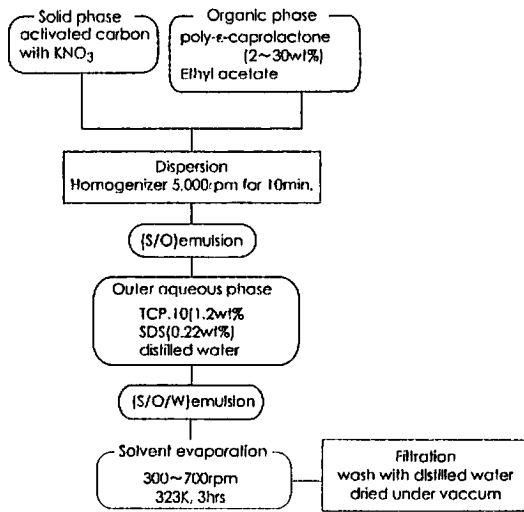 Solid phase
activated carbon
with KNO3
Organic phase
poly-ε-caprolactone
(2~30wt%)
Ethyl acetate
Dispersion
Homogenizer 5,000rpm for 10min.
(S/O)emulsion
Outer aqueous phase
TCP.10(1.2wt%
SDS(0.22wt%)
distilled water
(S/O/W)emulsion
Solvent evaporation
300~700rpm
323K, 3hrs
Filtration
wash with distilled water
dried under vaccum